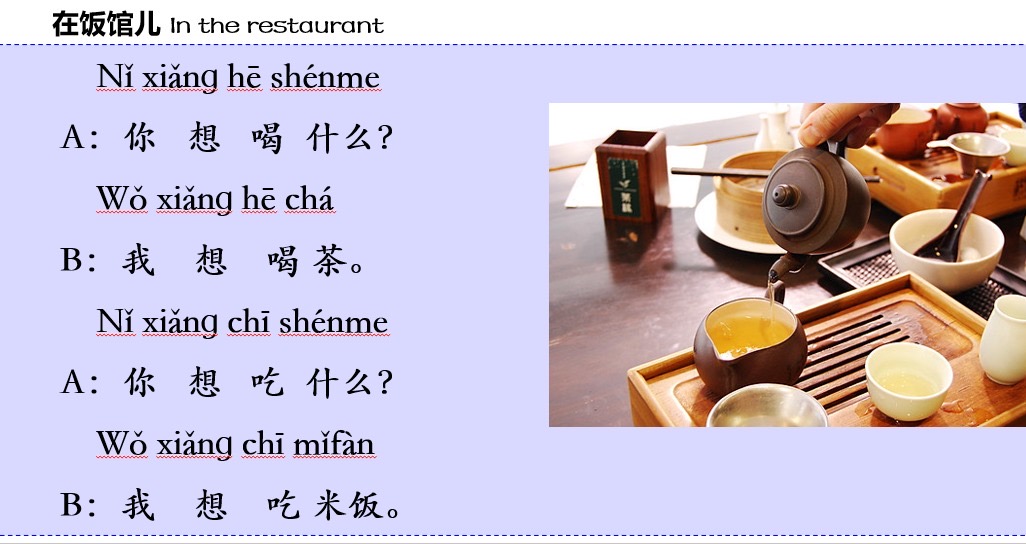 在饭馆儿 In the restaurant
Nǐ xiǎng hē shénme
A：你 想 喝 什么？
Wǒ xiǎng hē chá
B：我 想 喝 茶。
Nǐ xiǎng chī shénme
A：你 想 吃 什么？
Wǒ xiǎng chī mǐfàn
B：我 想 吃 米饭。